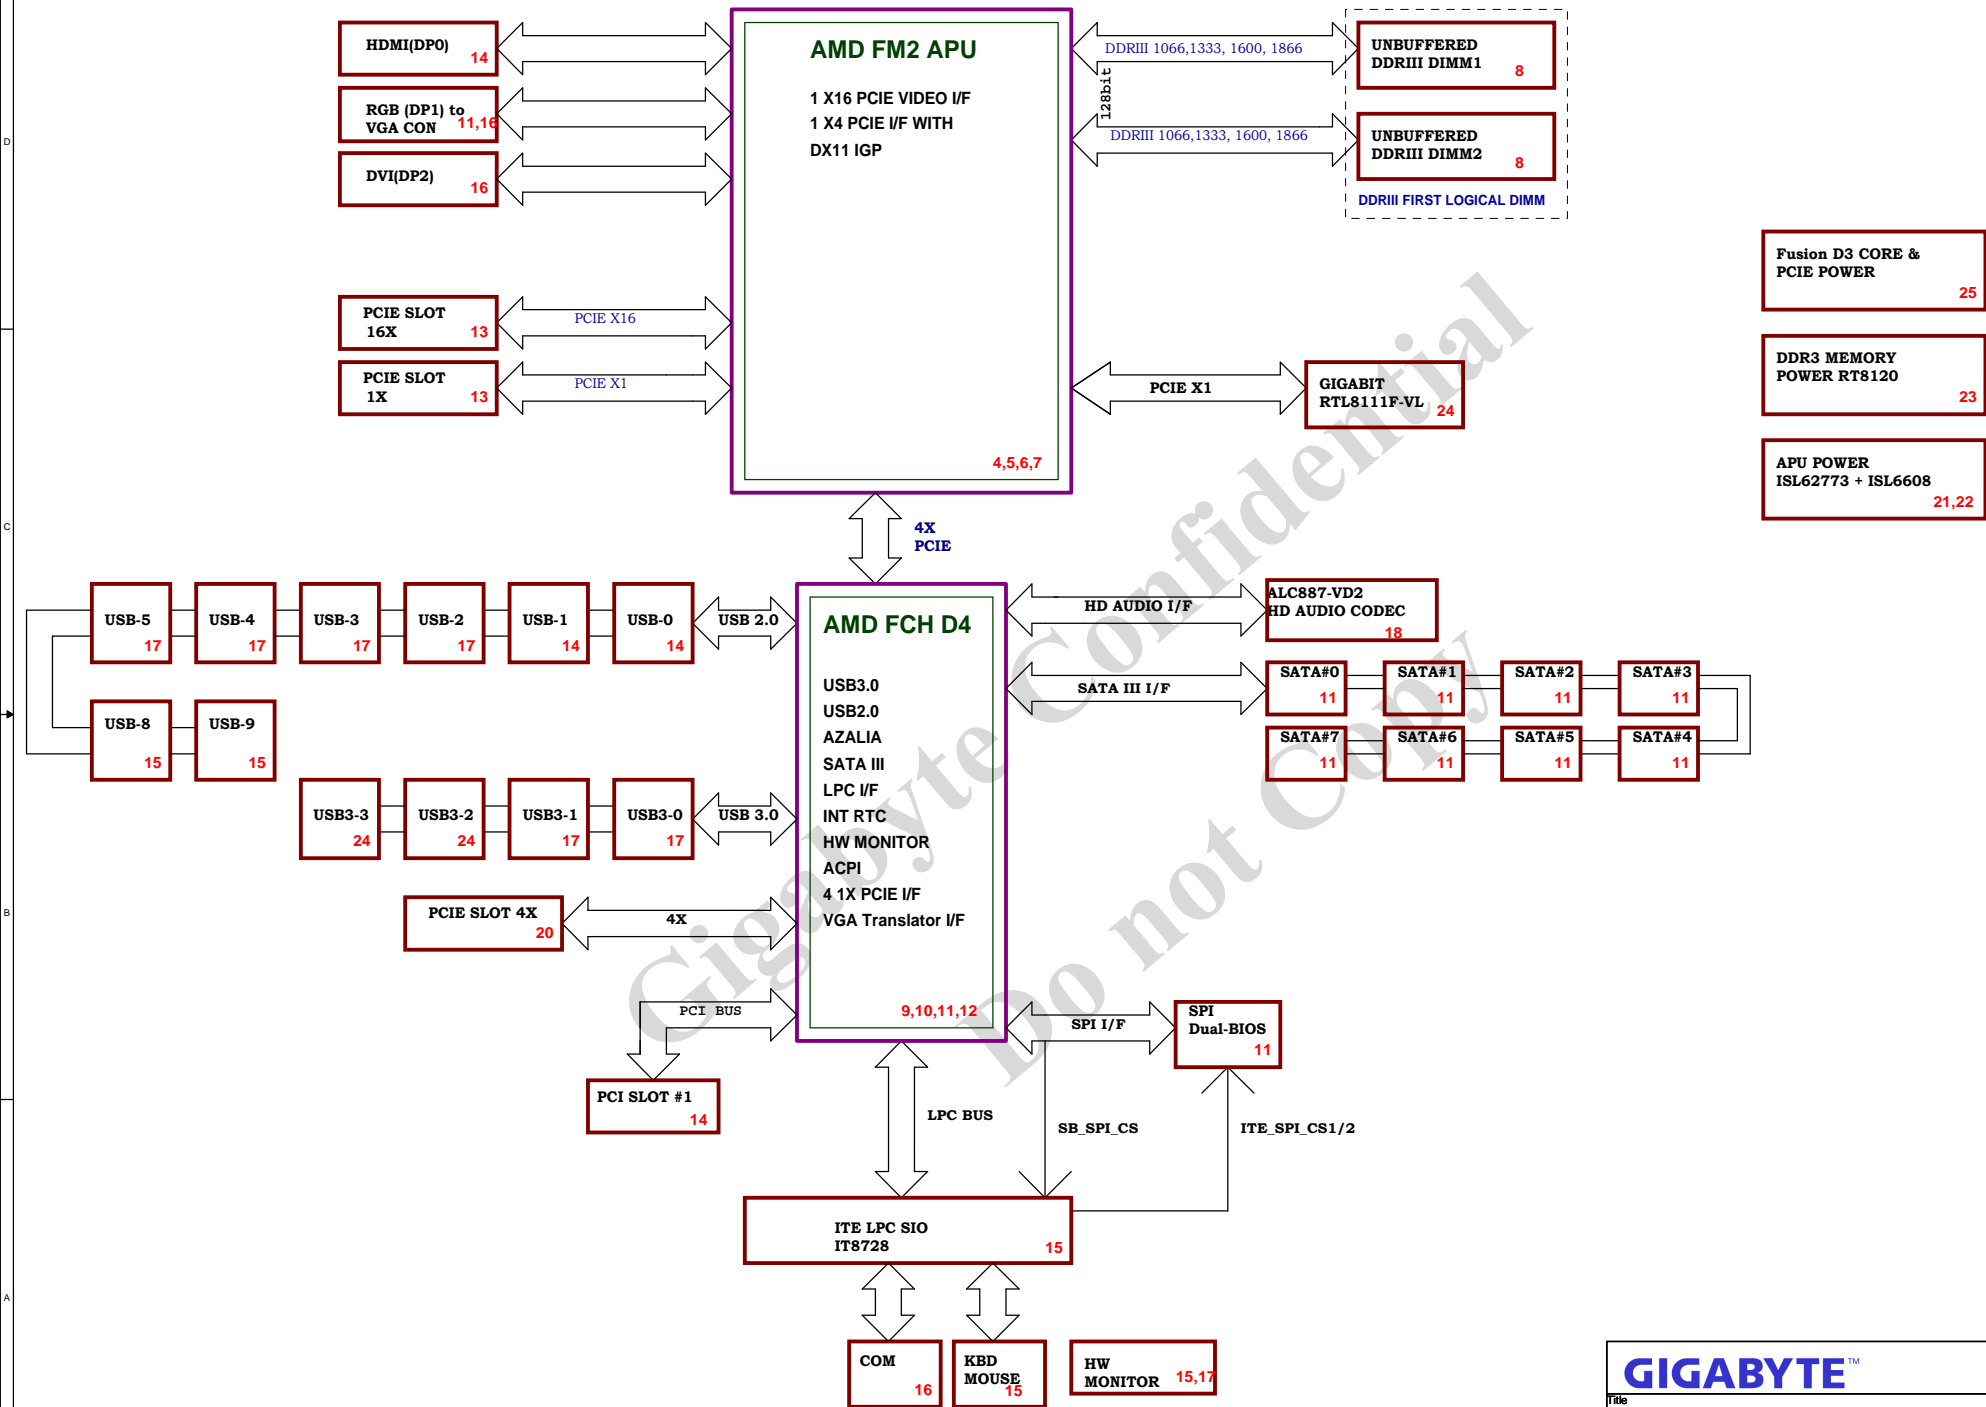 HDMI(DP0)
14
RGB (DP1) to
VGA CON
11,16
DVI(DP2)
16
PCIE SLOT
16X
13
PCIE X16
PCIE SLOT
1X
13
PCIE X1
AMD FM2 APU
1 X16 PCIE VIDEO I/F
1 X4 PCIE I/F WITH
DX11 IGP
4,5,6,7
DDRIII 1066,1333, 1600, 1866
128bit
DDRIII 1066,1333, 1600, 1866
UNBUFFERED
DDRIII DIMM1
8
UNBUFFERED
DDRIII DIMM2
8
DDRIII FIRST LOGICAL DIMM
PCIE X1
GIGABIT
RTL8111F-VL
24
Fusion D3 CORE &
PCIE POWER
25
DDR3 MEMORY
POWER RT8120
23
APU POWER
ISL62773 + ISL6608
21,22
4X
PCIE
USB-5
17
USB-4
17
USB-3
17
USB-2
17
USB-1
14
USB-0
14
USB 2.0
USB-8
15
USB-9
15
USB3-3
24
USB3-2
24
USB3-1
17
USB3-0
17
USB 3.0
PCIE SLOT 4X
20
4X
PCI BUS
PCI SLOT #1
14
AMD FCH D4
USB3.0
USB2.0
AZALIA
SATA III
LPC I/F
INT RTC
HW MONITOR
ACPI
4 1X PCIE I/F
VGA Translator I/F
9,10,11,12
HD AUDIO I/F
ALC887-VD2
HD AUDIO CODEC
18
SATA III I/F
SATA#0
11
SATA#1
11
SATA#2
11
SATA#3
11
SATA#7
11
SATA#6
11
SATA#5
11
SATA#4
11
SPI I/F
SPI
Dual-BIOS
11
LPC BUS
SB_SPI_CS
ITE_SPI_CS1/2
ITE LPC SIO
IT8728
15
COM
16
KBD
MOUSE
15
HW
MONITOR
15,17
Gigabyte Confidential
Do not Copy
D
C
B
A
GIGABYTE™
Title